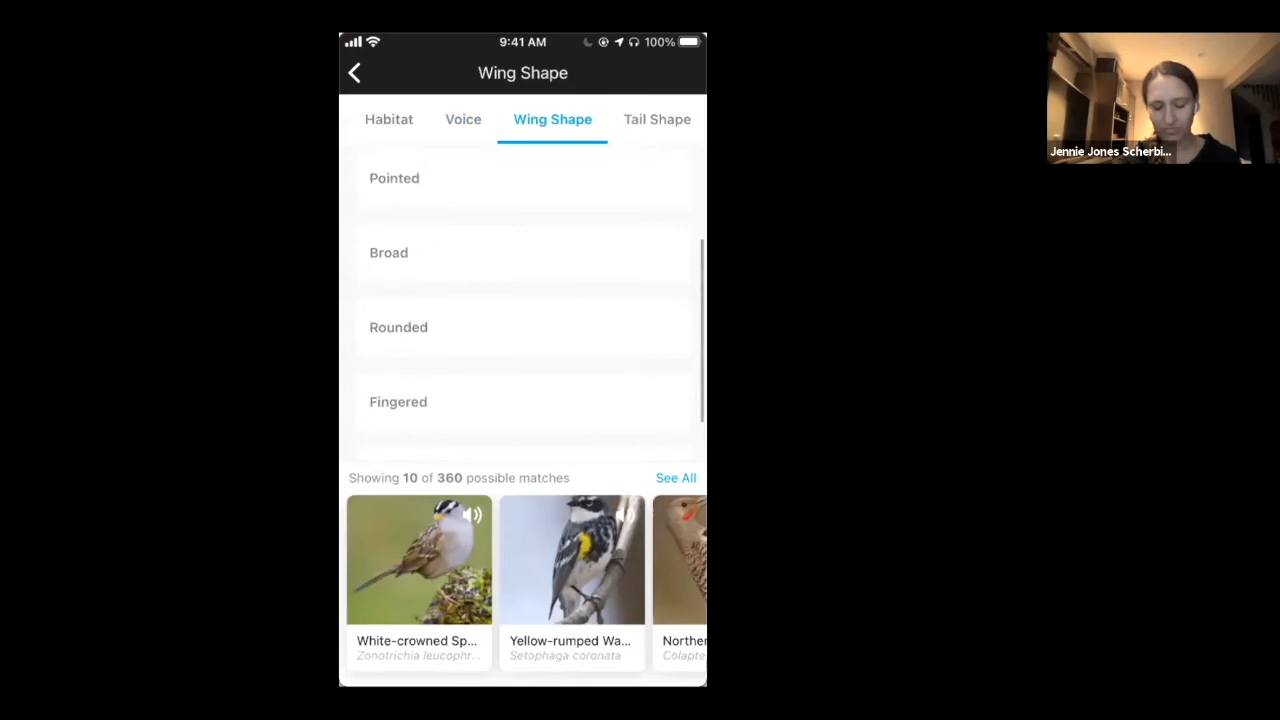 9:41 AM
100%
Wing Shape
Habitat Voice Wing Shape Tail Shape
Pointed
Broad
Rounded
Fingered
Showing 10 of 360 possible matches
See All
White-crowned Sp...
Zonotrichia leucophr...
Yellow-rumped Wa...
Setophaga coronata
Norther
Colapte
Jennie Jones Scherbi...